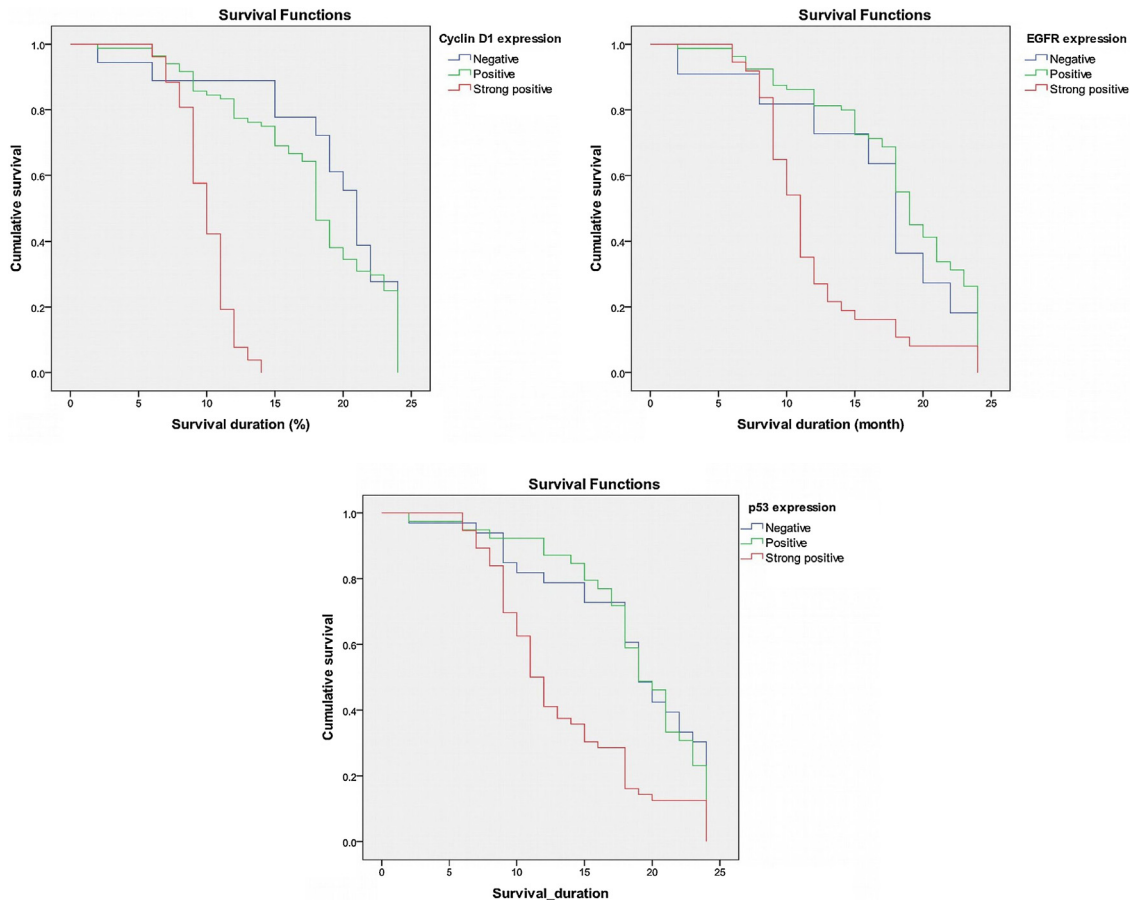 Survival Functions
Cyclin D1 expression
Negative
Positive
Strong positive
Cumulative survival
1.0
0.8
0.6
0.4
0.2
0.0
0 5 10 15 20 25
Survival duration (%)
Survival Functions
EGFR expression
Negative
Positive
Strong positive
Cumulative survival
1.0
0.8
0.6
0.4
0.2
0.0
0 5 10 15 20 25
Survival duration (month)
Survival Functions
p53 expression
Negative
Positive
Strong positive
Cumulative survival
1.0
0.8
0.6
0.4
0.2
0.0
0 5 10 15 20 25
Survival_duration